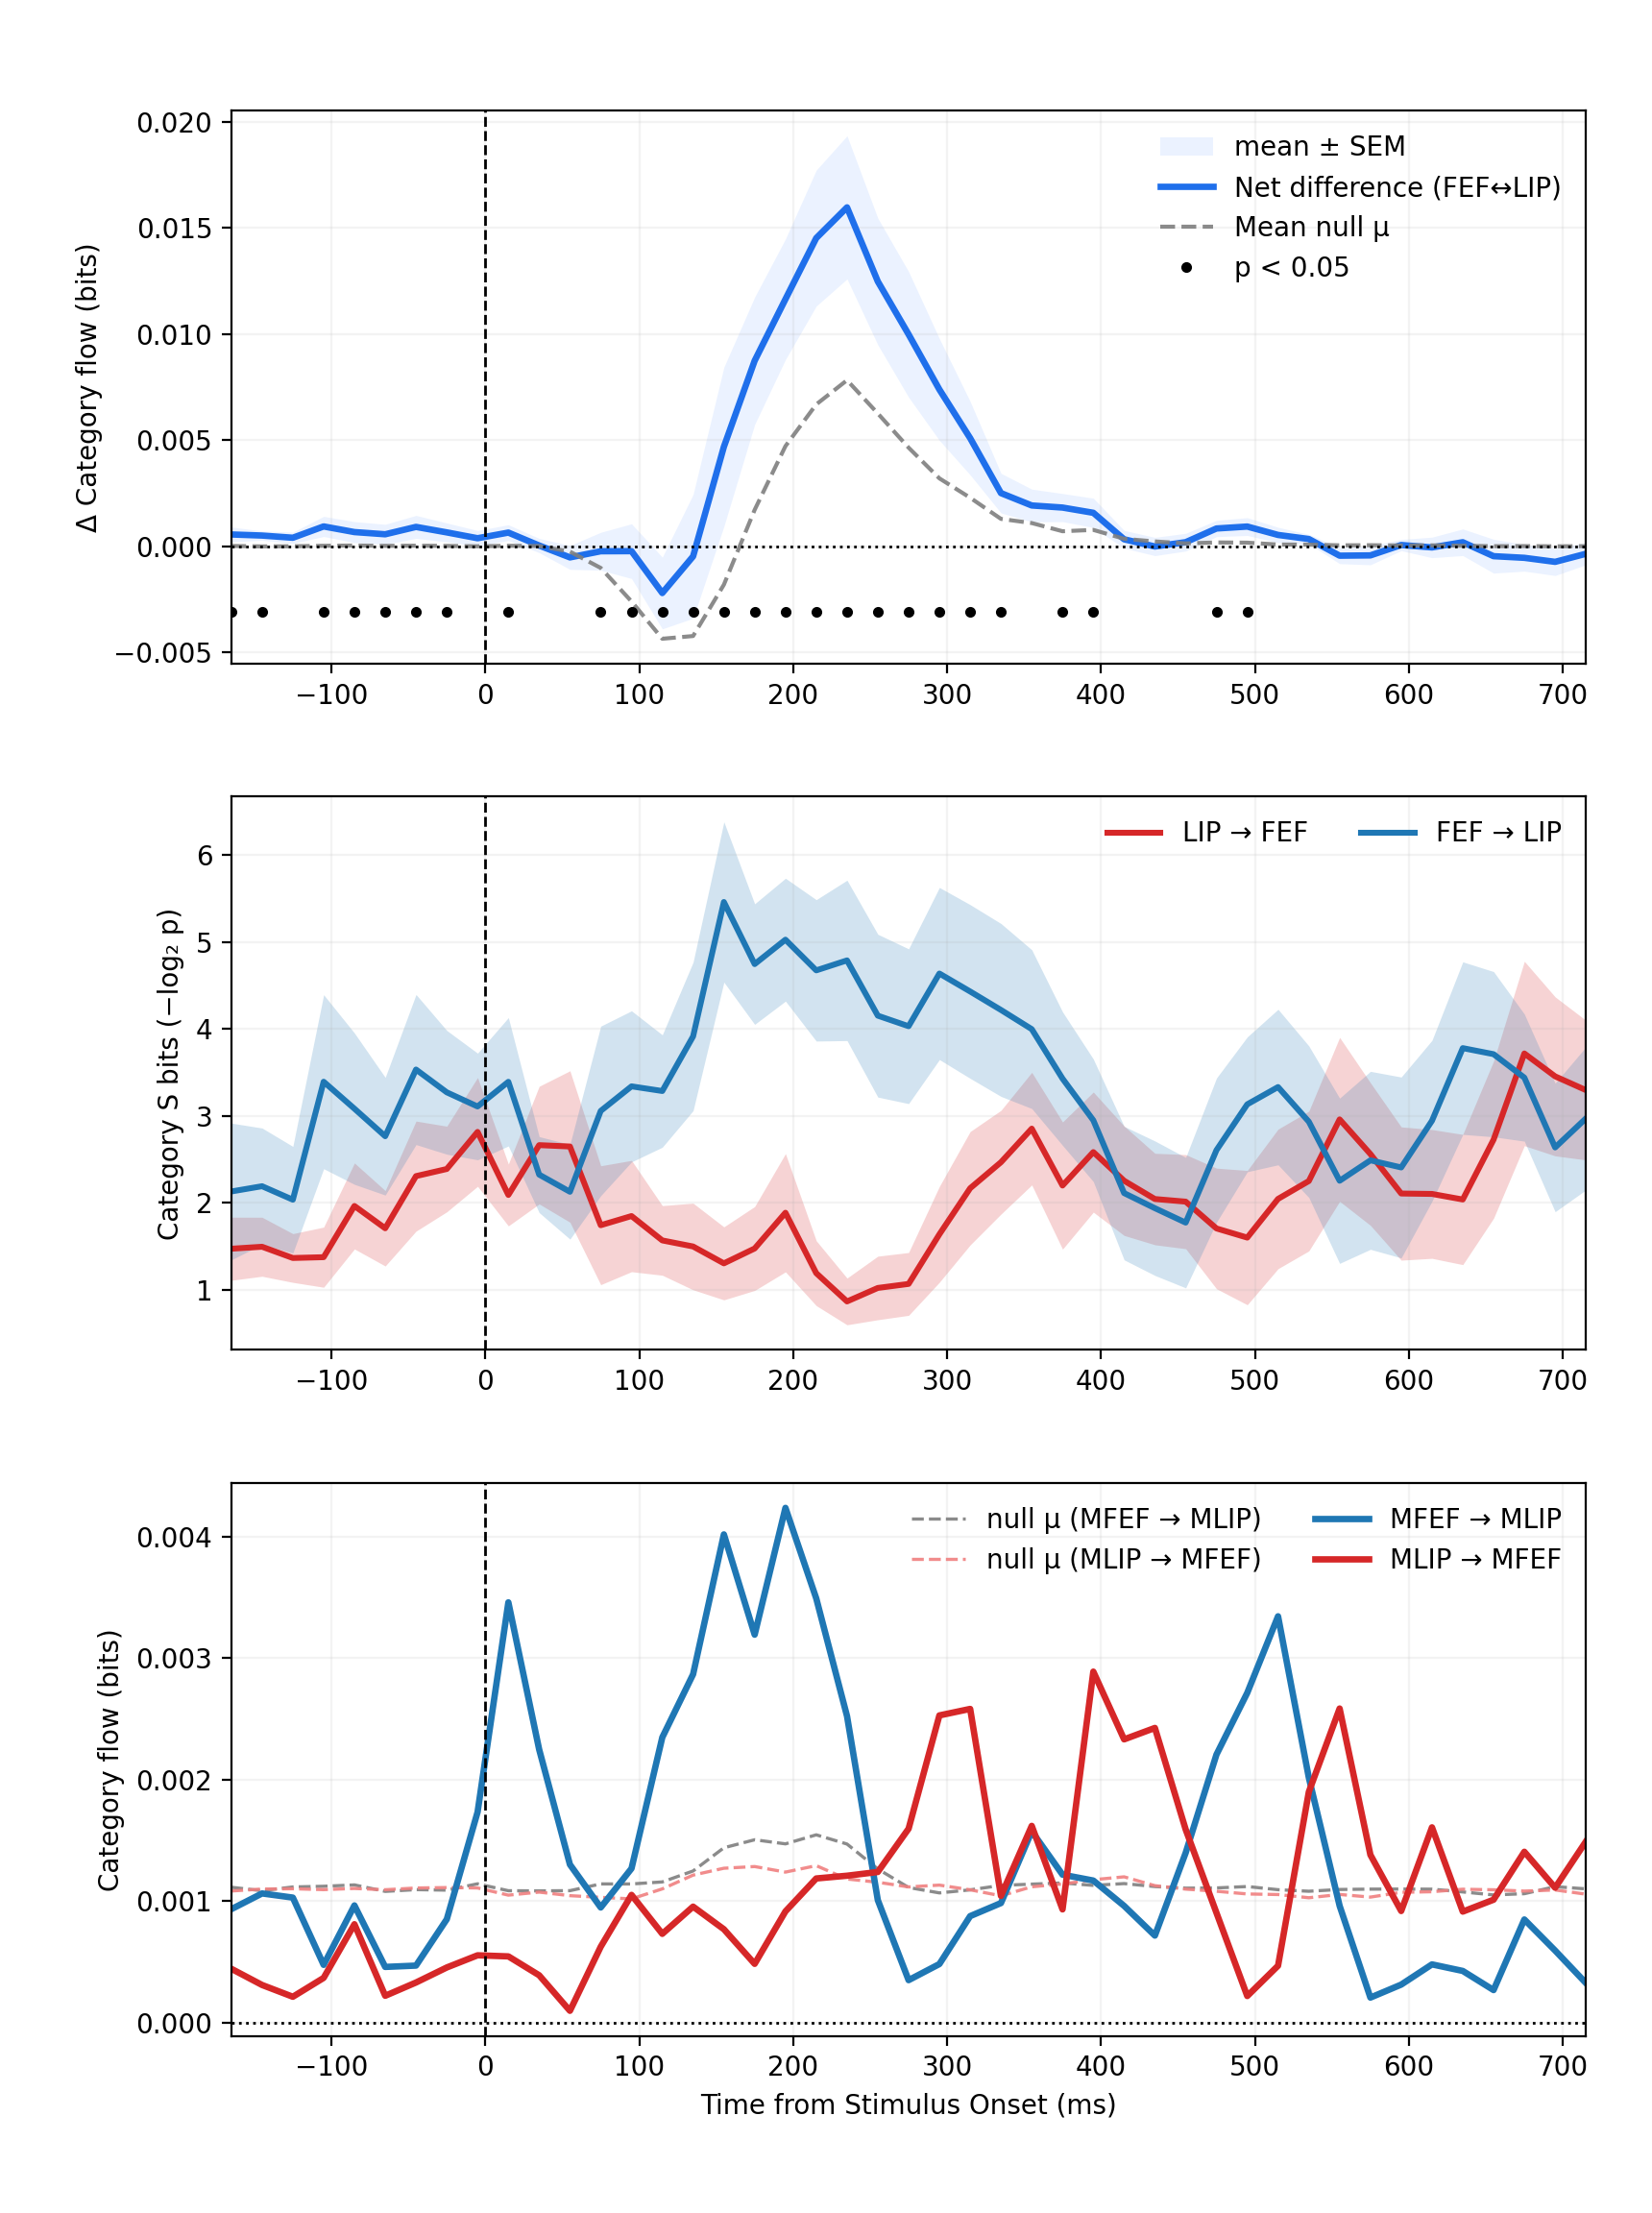 0.020
0.015
0.010
0.005
0.000
−0.005
Δ Category flow (bits)
mean ± SEM
Net difference (FEF↔LIP)
Mean null μ
p < 0.05
−100 0 100 200 300 400 500 600 700
6
5
4
3
2
1
Category S bits (−log₂ p)
LIP → FEF FEF → LIP
−100 0 100 200 300 400 500 600 700
0.004
0.003
0.002
0.001
0.000
Category flow (bits)
null μ (MFEF → MLIP) MFEF → MLIP
null μ (MLIP → MFEF) MLIP → MFEF
−100 0 100 200 300 400 500 600 700
Time from Stimulus Onset (ms)